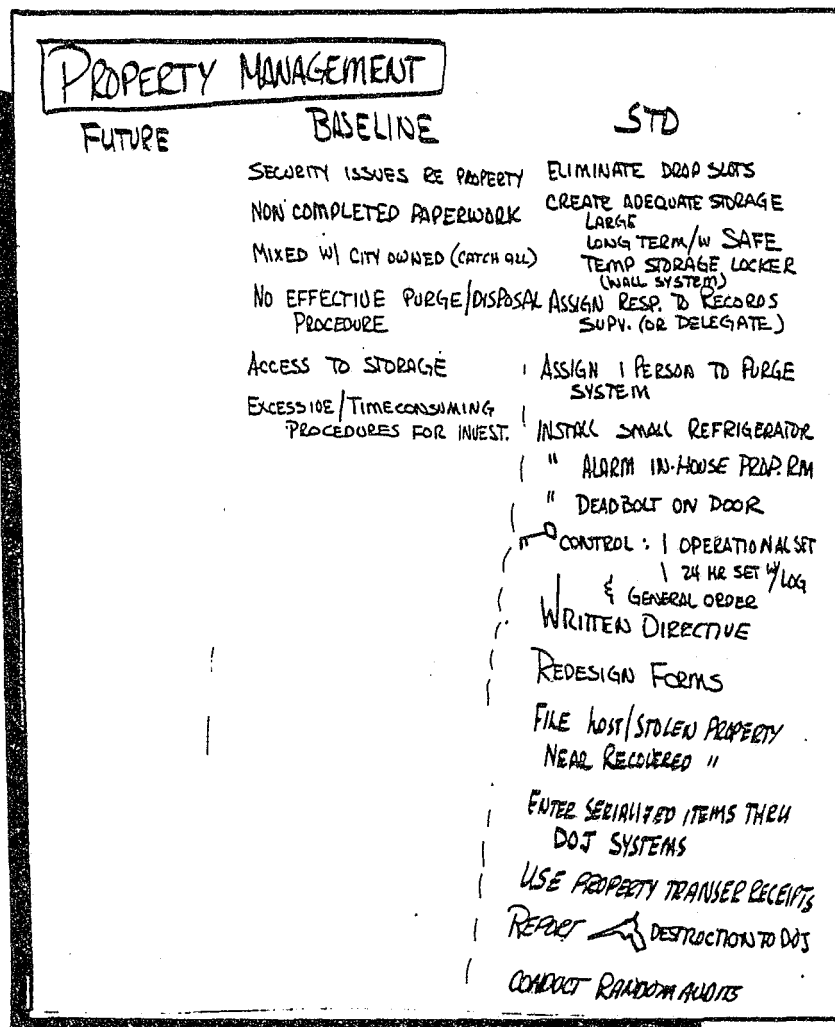 PROPERTY MANAGEMENT
FUTURE
BASELINE
SECURITY ISSUES RE PROPERTY
NON COMPLETED PAPERWORK
MIXED W/ CITY OWNED (CATCH ALL)
NO EFFECTIVE PURGE/DISPOSAL
PROCEDURE
ACCESS TO STORAGE
EXCESSIVE/TIMECONSUMING
PROCEDURES FOR INVEST.
STD
ELIMINATE DROP SLOTS
CREATE ADEQUATE STORAGE
LARGE
LONG TERM/W SAFE
TEMP STORAGE LOCKER
(WALL SYSTEM)
ASSIGN RESP. TO RECORDS
SUPV. (OR DELEGATE)
ASSIGN 1 PERSON TO PURGE
SYSTEM
INSTALL SMALL REFRIGERATOR
" ALARM IN-HOUSE PROP. RM
" DEADBOLT ON DOOR
CONTROL: 1 OPERATIONAL SET
1 24 HR SET W/LOG
& GENERAL ORDER
WRITTEN DIRECTIVE
REDESIGN FORMS
FILE LOST/STOLEN PROPERTY
NEAR RECOVERED "
ENTER SERIALIZED ITEMS THRU
DOJ SYSTEMS
USE PROPERTY TRANSER RECEIPTS
REPORT DESTRUCTION TO DOJ
CONDUCT RANDOM AUDITS